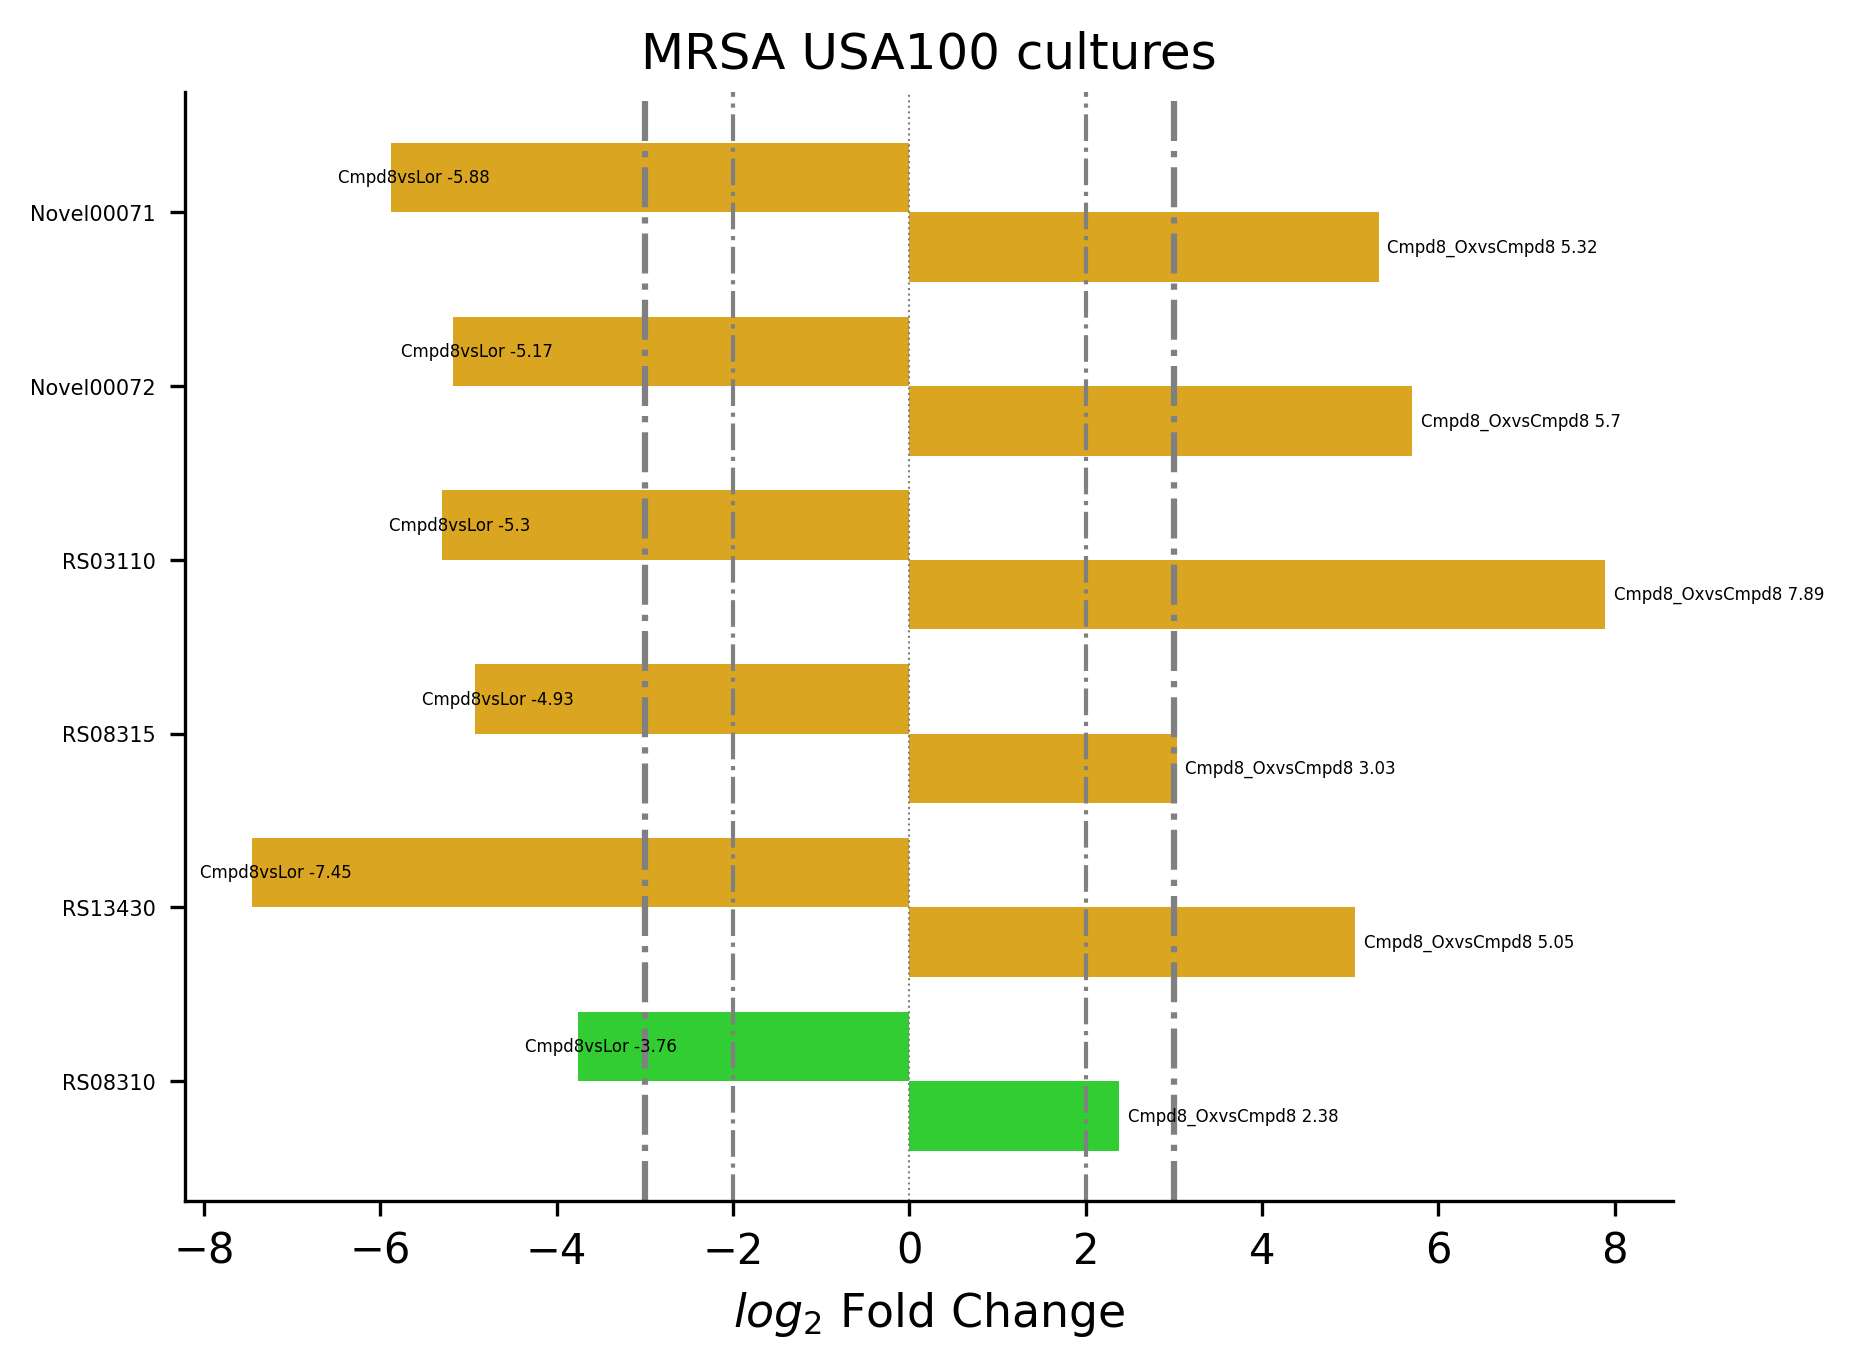 MRSA USA100 cultures
Cmpd8vsLor -5.88
Novel00071
Cmpd8_OxvsCmpd8 5.32
Cmpd8vsLor -5.17
Novel00072
Cmpd8_OxvsCmpd8 5.7
Cmpd8vsLor -5.3
RS03110
Cmpd8_OxvsCmpd8 7.89
Cmpd8vsLor -4.93
RS08315
Cmpd8_OxvsCmpd8 3.03
Cmpd8vsLor -7.45
RS13430
Cmpd8_OxvsCmpd8 5.05
Cmpd8vsLor -3.76
RS08310
Cmpd8_OxvsCmpd8 2.38
−8 −6 −4 −2 0 2 4 6 8
log₂ Fold Change